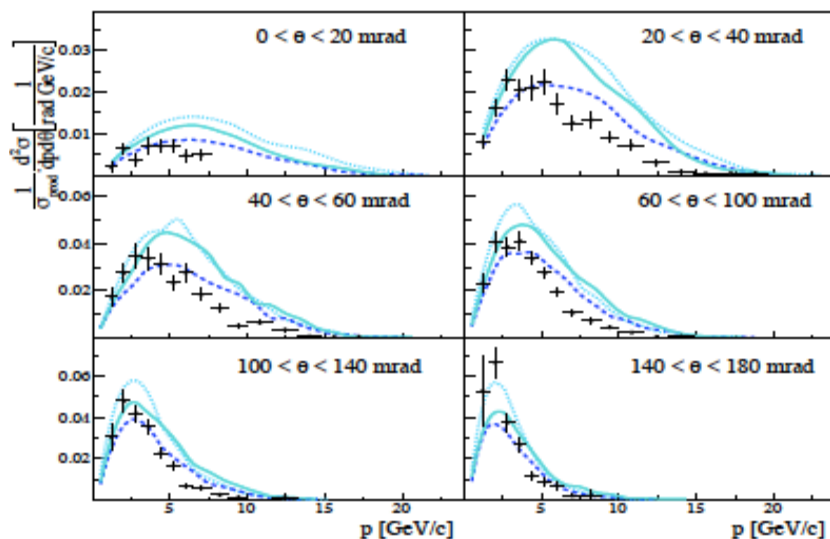 0 < θ < 20 mrad
20 < θ < 40 mrad
0.03
0.02
0.01
1/σprod · d²σ/dpdθ [1/rad GeV/c]
40 < θ < 60 mrad
60 < θ < 100 mrad
0.06
0.04
0.02
100 < θ < 140 mrad
140 < θ < 180 mrad
0.06
0.04
0.02
5 10 15 20
5 10 15 20
p [GeV/c]
p [GeV/c]